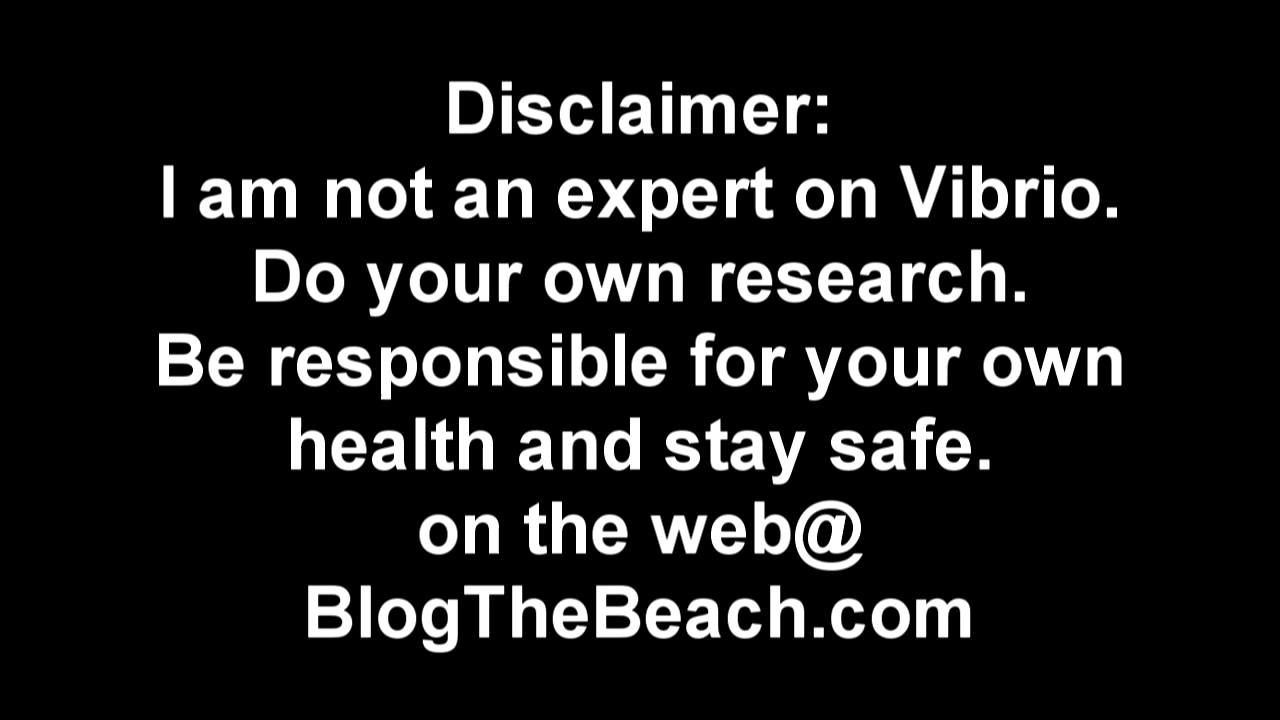 Disclaimer:
I am not an expert on Vibrio.
Do your own research.
Be responsible for your own
health and stay safe.
on the web@
BlogTheBeach.com